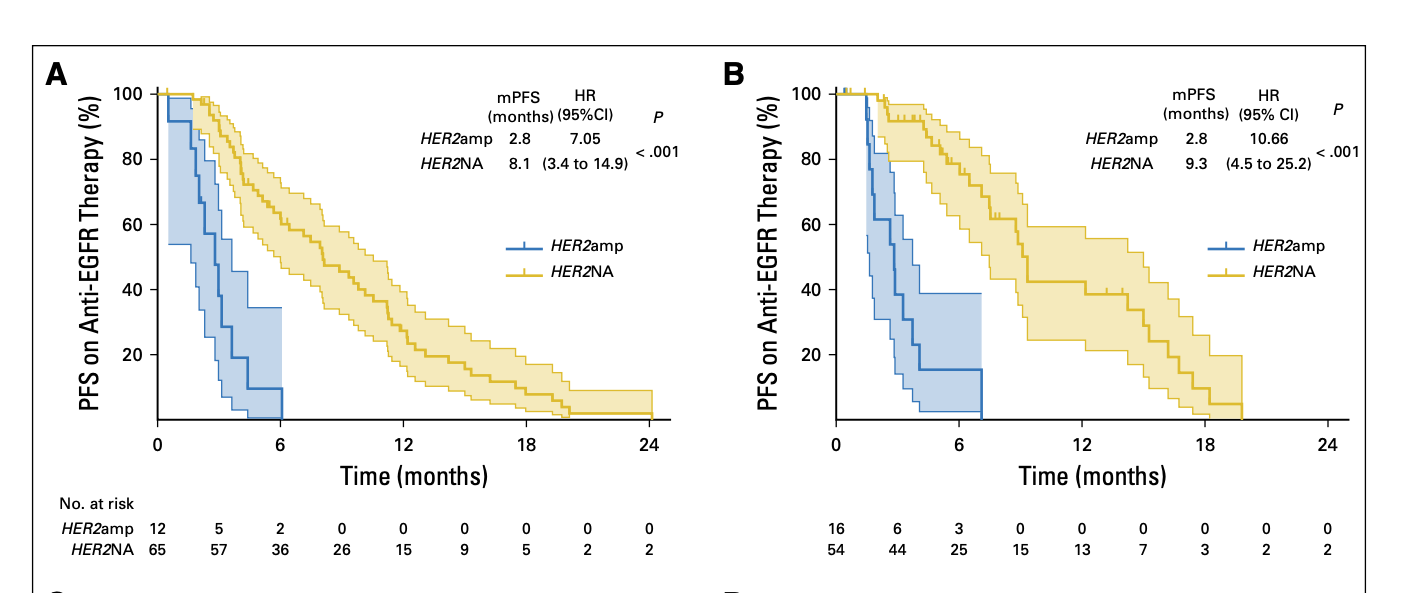 A
PFS on Anti-EGFR Therapy (%)
100
80
60
40
20
0 6 12 18 24
Time (months)
mPFS HR
(months) (95%CI) P
HER2amp 2.8 7.05
< .001
HER2NA 8.1 (3.4 to 14.9)
HER2amp
HER2NA
No. at risk
HER2amp 12 5 2 0 0 0 0 0 0
HER2NA 65 57 36 26 15 9 5 2 2
B
PFS on Anti-EGFR Therapy (%)
100
80
60
40
20
0 6 12 18 24
Time (months)
mPFS HR
(months) (95% CI) P
HER2amp 2.8 10.66
< .001
HER2NA 9.3 (4.5 to 25.2)
HER2amp
HER2NA
16 6 3 0 0 0 0 0 0
54 44 25 15 13 7 3 2 2